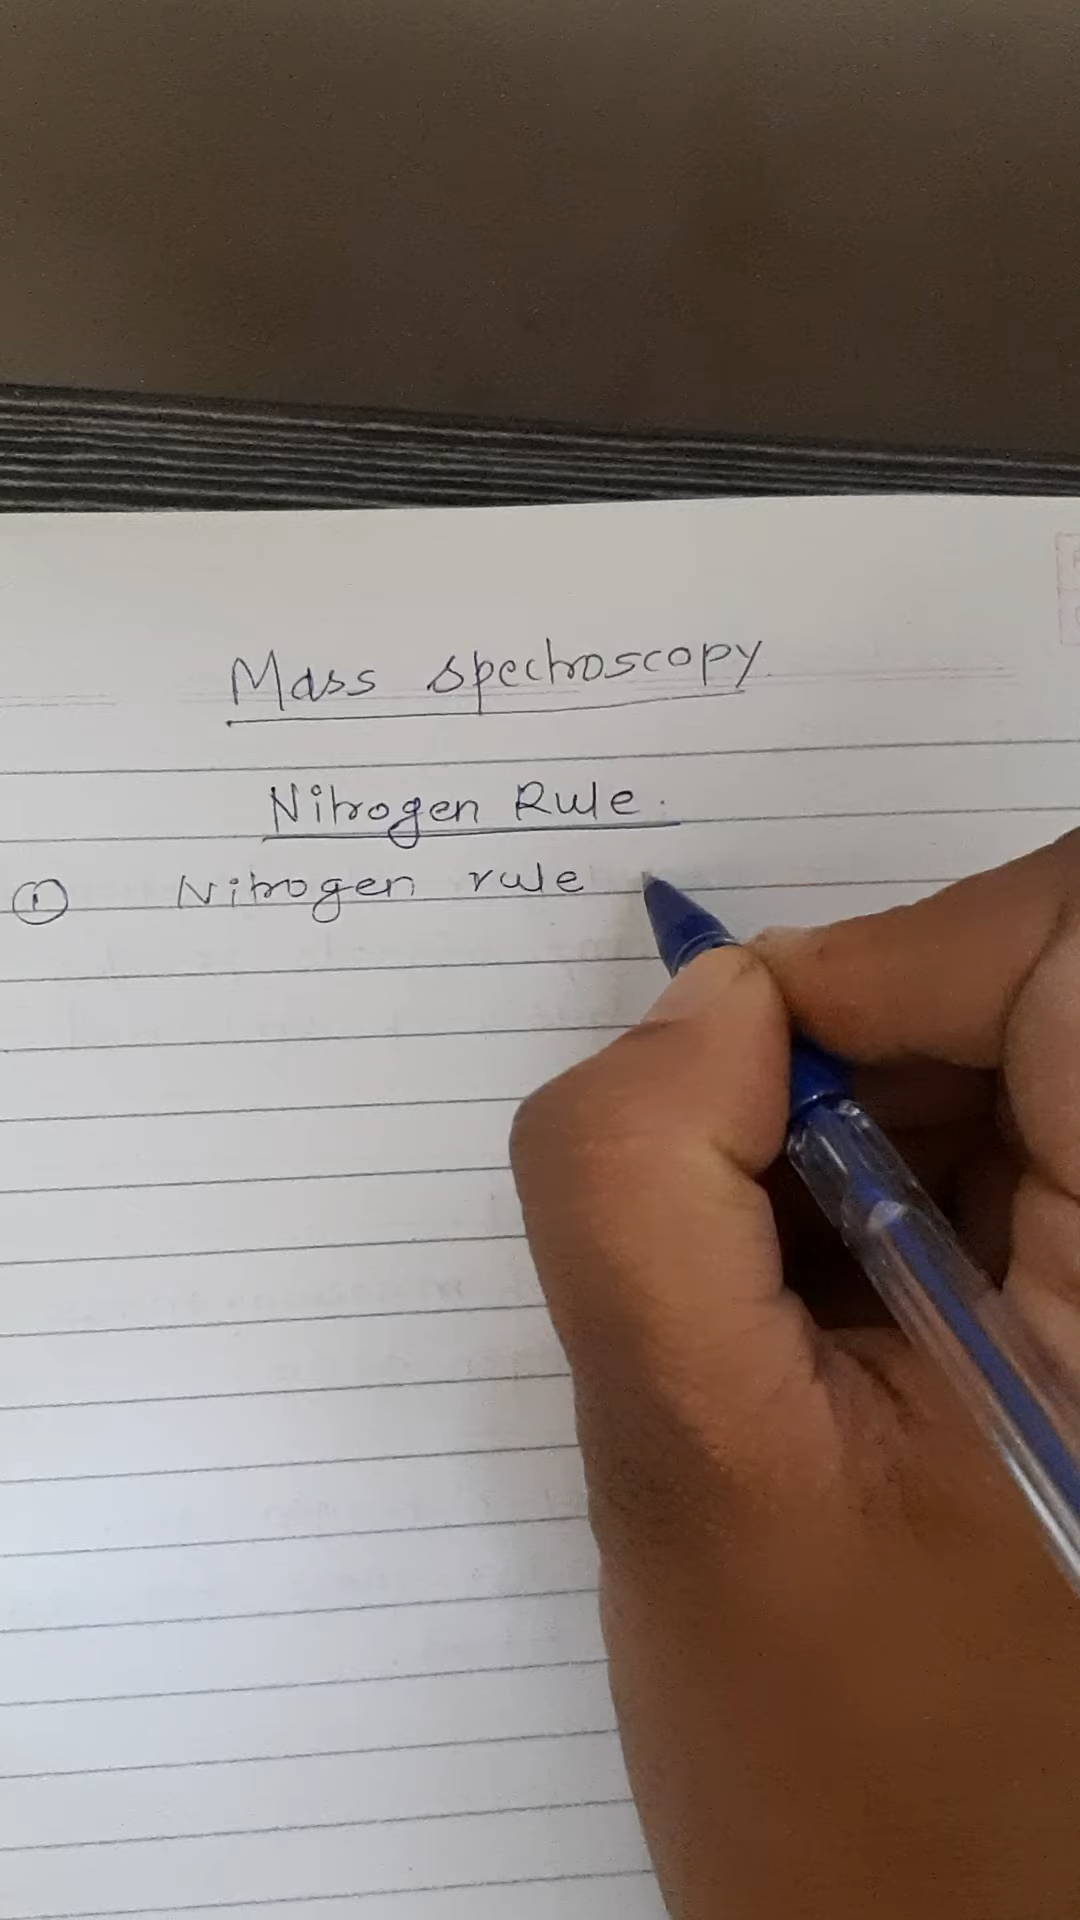 Mass spectroscopy.
Nitrogen Rule.
① Nitrogen rule